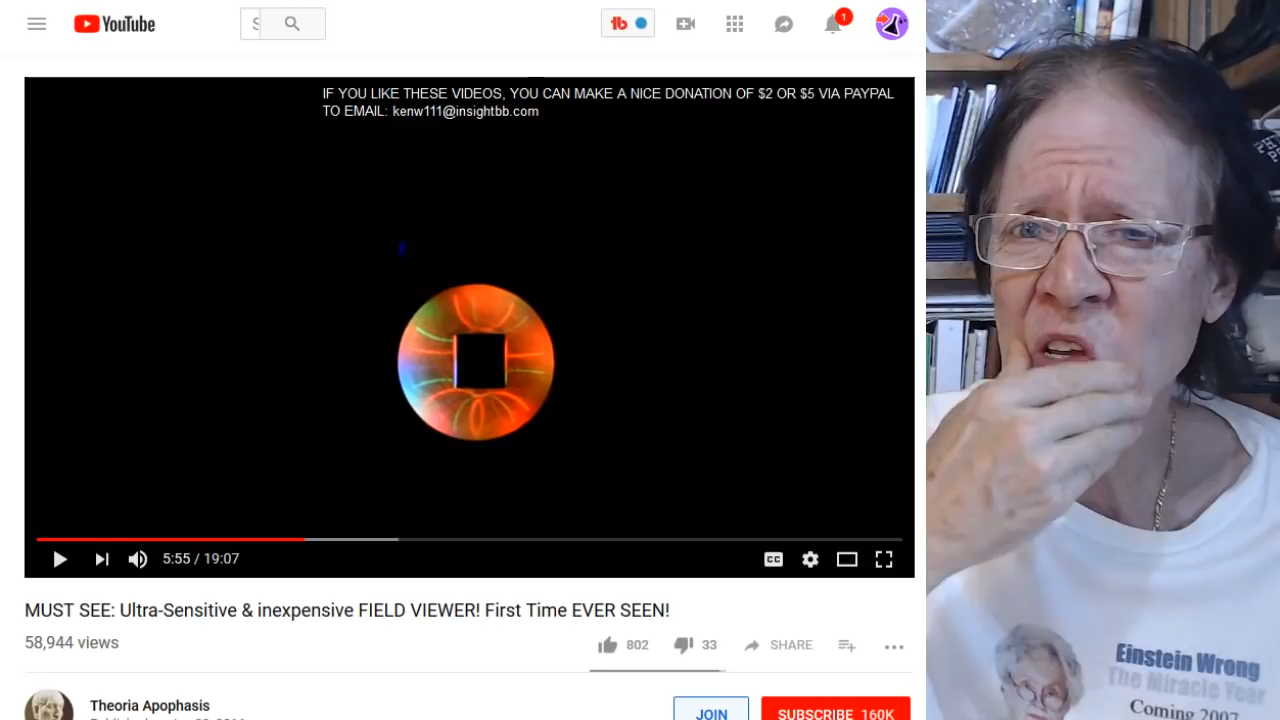 YouTube
1
IF YOU LIKE THESE VIDEOS, YOU CAN MAKE A NICE DONATION OF $2 OR $5 VIA PAYPAL
TO EMAIL: kenw111@insightbb.com
5:55 / 19:07
CC
MUST SEE: Ultra-Sensitive & inexpensive FIELD VIEWER! First Time EVER SEEN!
58,944 views
802
33
SHARE
Theoria Apophasis
JOIN
SUBSCRIBE 160K
Einstein Wrong
The Miracle Year
Coming 2007